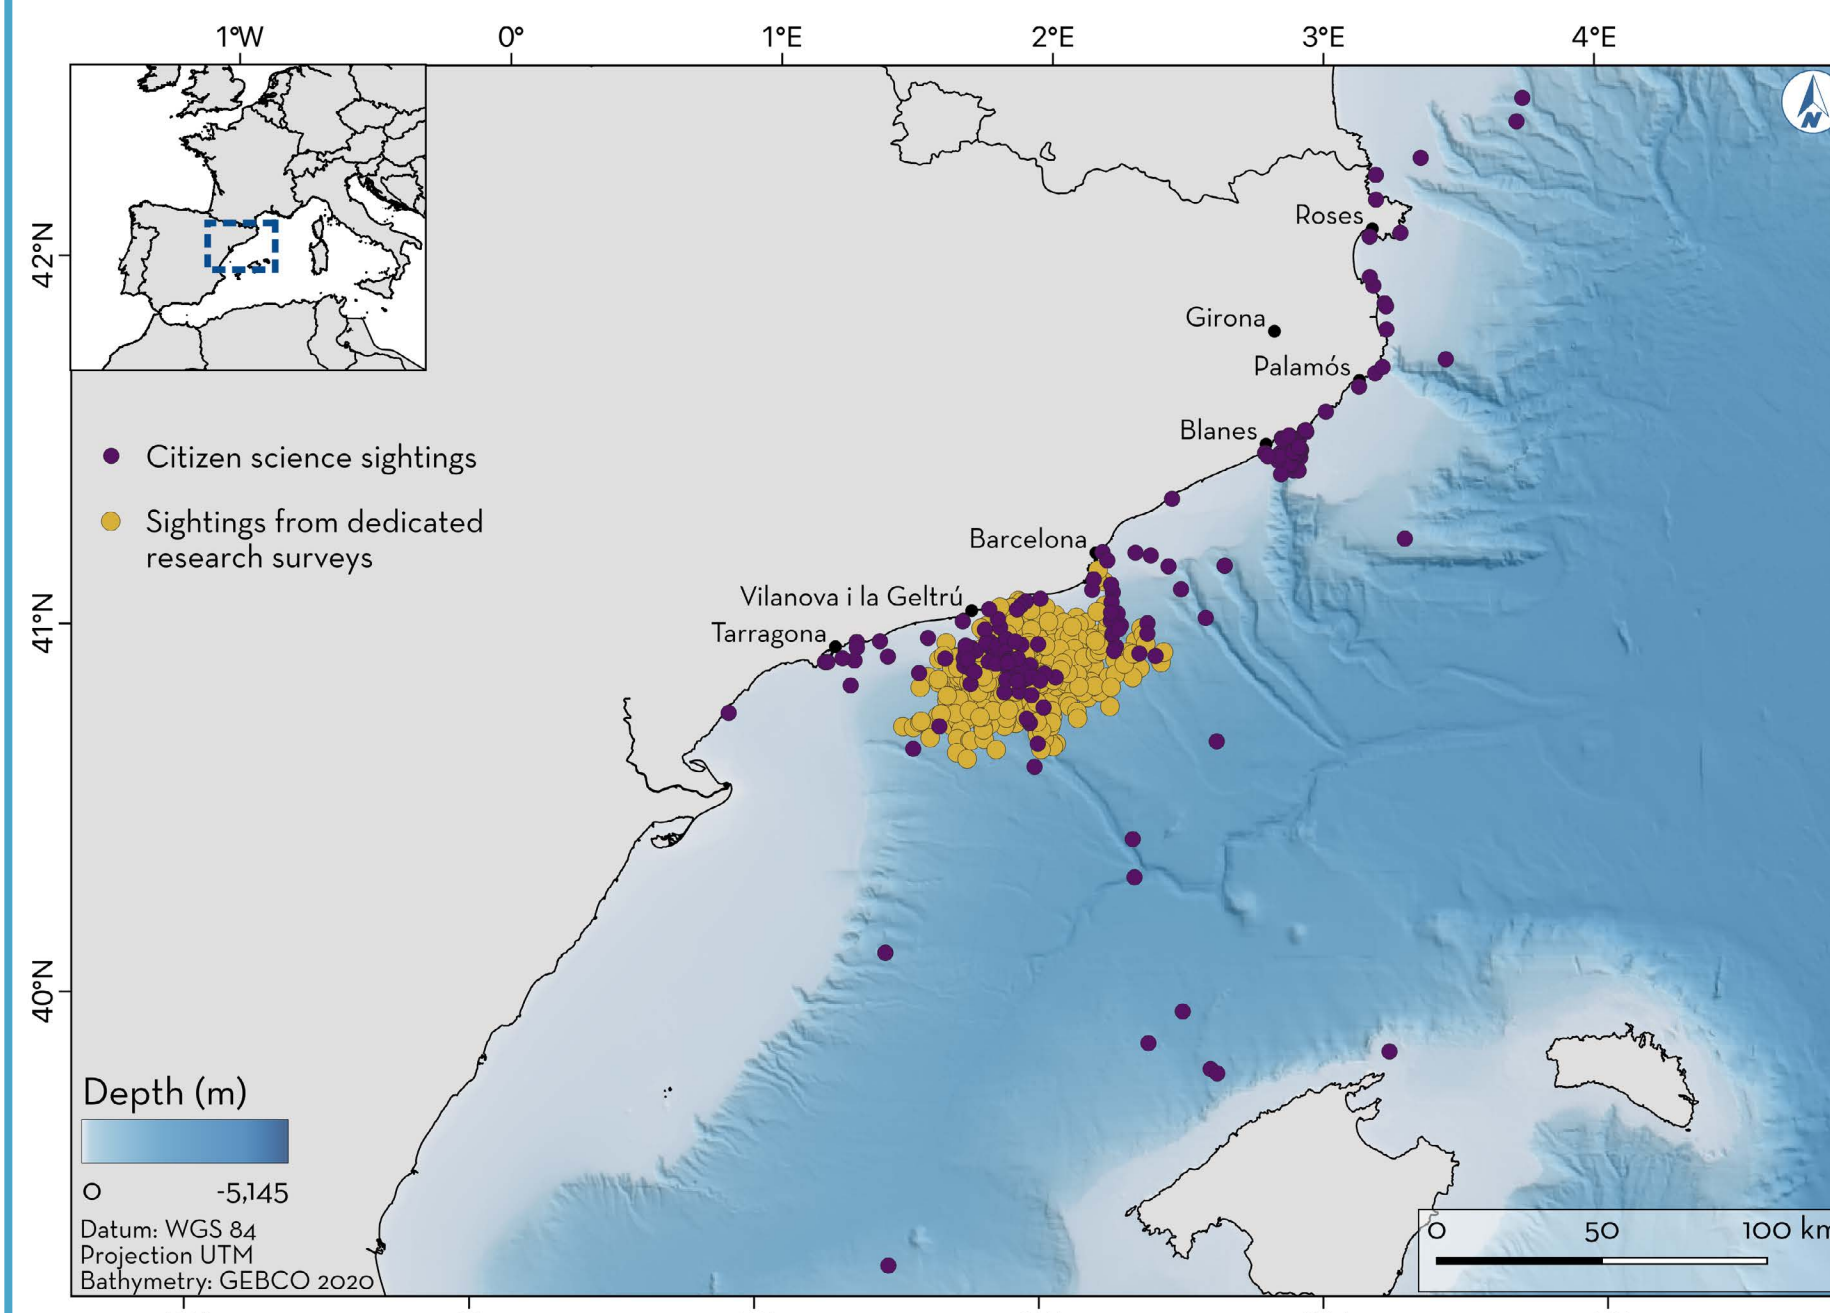 1°W 0° 1°E 2°E 3°E 4°E
N
42°N
41°N
40°N
Roses
Girona
Palamós
Blanes
Barcelona
Vilanova i la Geltrú
Tarragona
Citizen science sightings
Sightings from dedicated
research surveys
Depth (m)
0 -5,145
Datum: WGS 84
Projection UTM
Bathymetry: GEBCO 2020
0 50 100 km